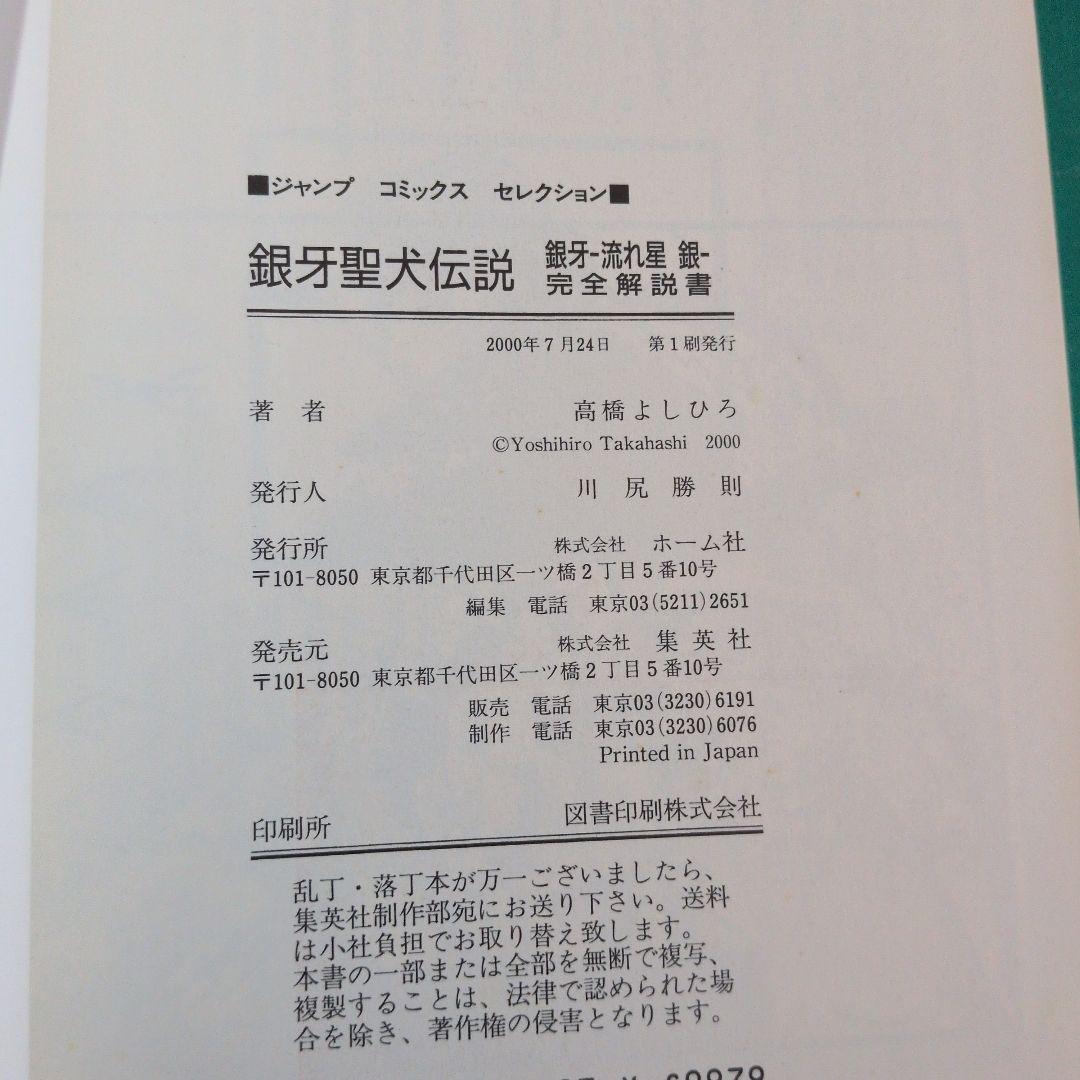 ■ジャンプ コミックス セレクション■
銀牙聖犬伝説 銀牙-流れ星 銀-
完全解説書
2000年7月24日 第1刷発行
著者 高橋よしひろ
©Yoshihiro Takahashi 2000
発行人 川尻勝則
発行所 株式会社 ホーム社
〒101-8050 東京都千代田区一ツ橋2丁目5番10号
編集 電話 東京03(5211)2651
発売元 株式会社 集英社
〒101-8050 東京都千代田区一ツ橋2丁目5番10号
販売 電話 東京03(3230)6191
制作 電話 東京03(3230)6076
Printed in Japan
印刷所 図書印刷株式会社
乱丁・落丁本が万一ございましたら、
集英社制作部宛にお送り下さい。送料
は小社負担でお取り替え致します。
本書の一部または全部を無断で複写、
複製することは、法律で認められた場
合を除き、著作権の侵害となります。